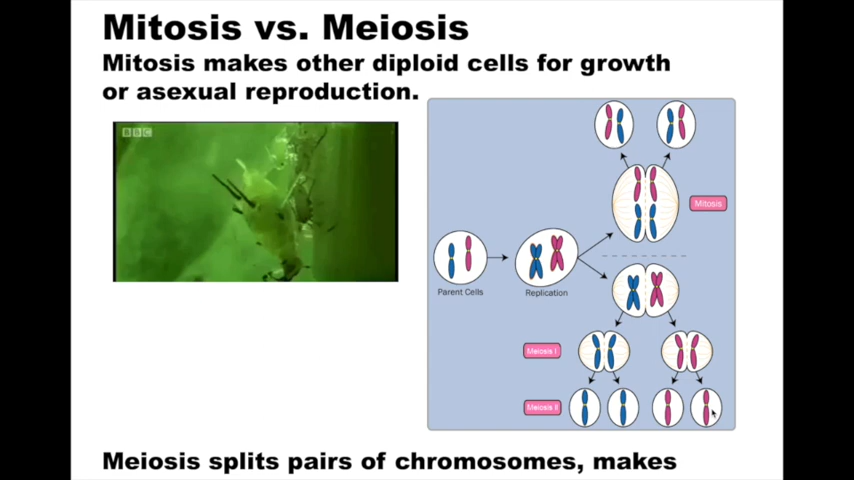 Mitosis vs. Meiosis
Mitosis makes other diploid cells for growth
or asexual reproduction.
BBC
Mitosis
Parent Cells
Replication
Meiosis I
Meiosis II
Meiosis splits pairs of chromosomes, makes